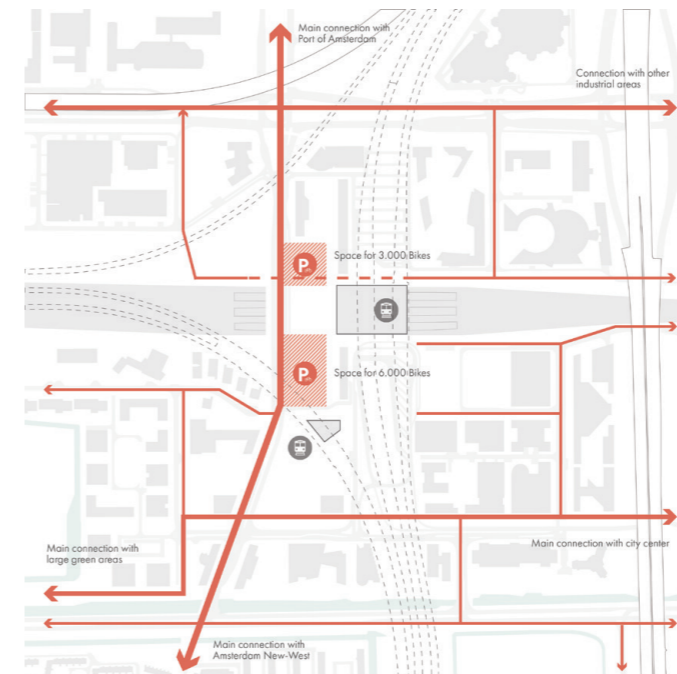 Main connection with
Port of Amsterdam
Connection with other
industrial areas
P
Space for 3.000 Bikes
P
Space for 6.000 Bikes
Main connection with
large green areas
Main connection with city center
Main connection with
Amsterdam New-West